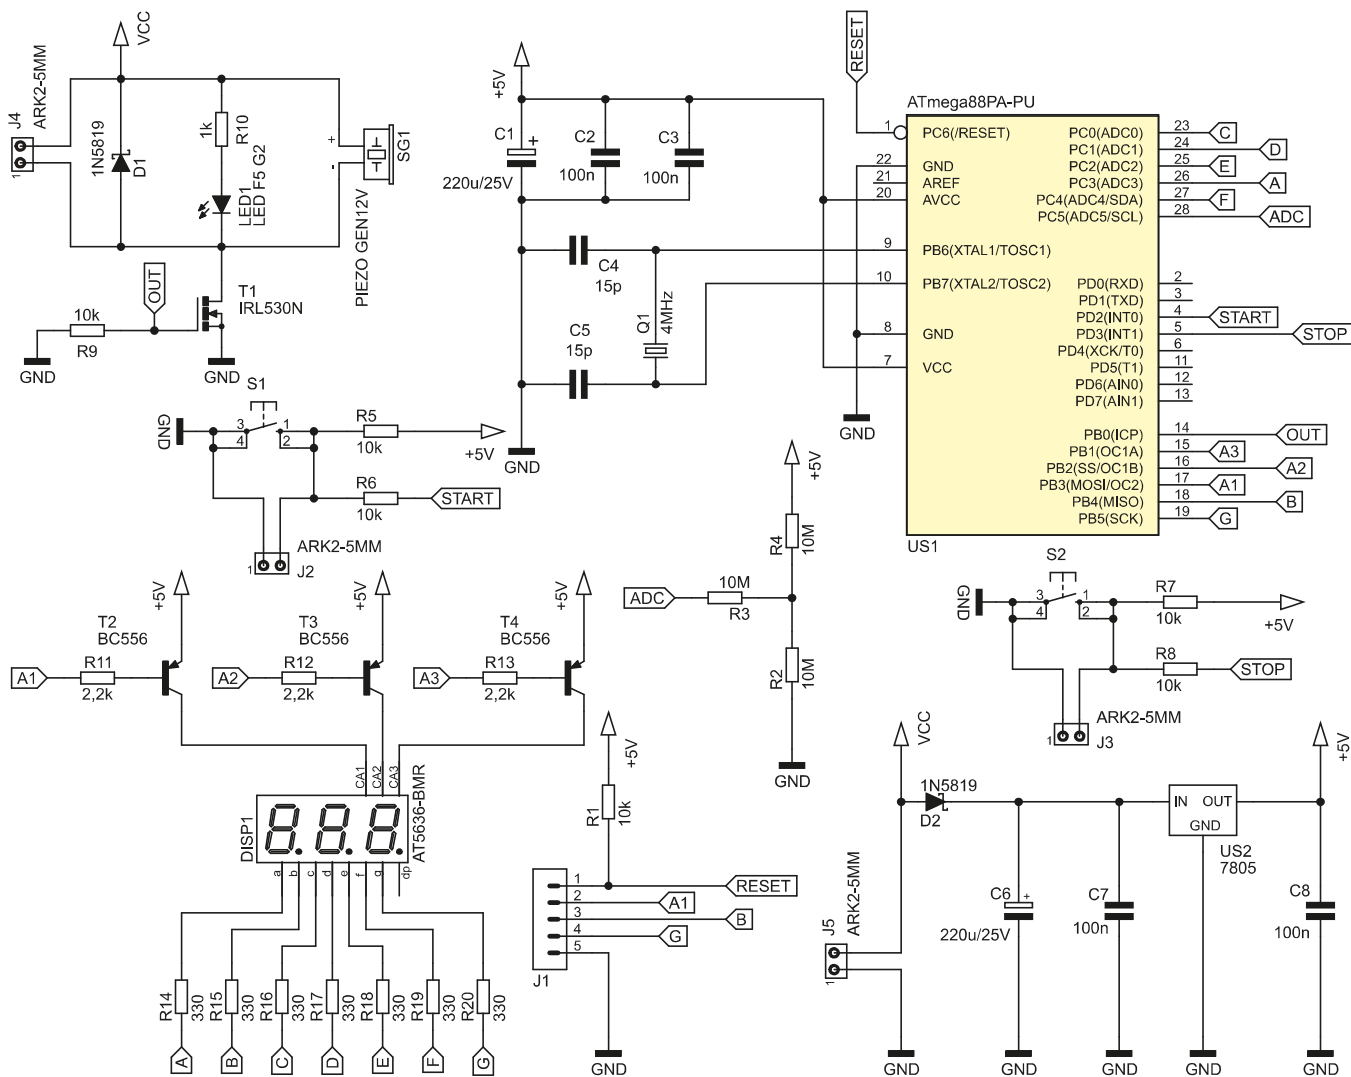 VCC
J4
ARK2-5MM
1
1N5819
D1
1k
R10
LED1
LED F5 G2
+
-
SG1
PIEZO GEN12V
OUT
T1
IRL530N
10k
R9
GND
GND
+5V
C1
+
220u/25V
C2
100n
C3
100n
C4
15p
C5
15p
Q1
4MHz
GND
RESET
ATmega88PA-PU
1 PC6(/RESET)
22 GND
21 AREF
20 AVCC
9 PB6(XTAL1/TOSC1)
10 PB7(XTAL2/TOSC2)
8 GND
7 VCC
GND
PC0(ADC0) 23 C
PC1(ADC1) 24 D
PC2(ADC2) 25 E
PC3(ADC3) 26 A
PC4(ADC4/SDA) 27 F
PC5(ADC5/SCL) 28 ADC
PD0(RXD) 2
PD1(TXD) 3
PD2(INT0) 4 START
PD3(INT1) 5 STOP
PD4(XCK/T0) 6
PD5(T1) 11
PD6(AIN0) 12
PD7(AIN1) 13
PB0(ICP) 14 OUT
PB1(OC1A) 15 A3
PB2(SS/OC1B) 16 A2
PB3(MOSI/OC2) 17 A1
PB4(MISO) 18 B
PB5(SCK) 19 G
US1
S1
GND
3 1
4 2
R5
10k
+5V
R6
10k
START
ARK2-5MM
1
J2
+5V
R4
10M
ADC
10M
R3
R2
10M
GND
S2
GND
3 1
4 2
R7
10k
+5V
R8
10k
STOP
ARK2-5MM
1
J3
+5V
T2
BC556
A1
R11
2,2k
+5V
T3
BC556
A2
R12
2,2k
+5V
T4
BC556
A3
R13
2,2k
CA1
CA2
CA3
DISP1
8.8.8.
AT5636-BMR
a
b
c
d
e
f
g
dp
R14
330
R15
330
R16
330
R17
330
R18
330
R19
330
R20
330
A
B
C
D
E
F
G
+5V
R1
10k
1 RESET
2 A1
3 B
4 G
5
J1
GND
VCC
1N5819
D2
J5
ARK2-5MM
1
GND
C6
+
220u/25V
GND
C7
100n
GND
IN OUT
GND
US2
7805
GND
+5V
C8
100n
GND